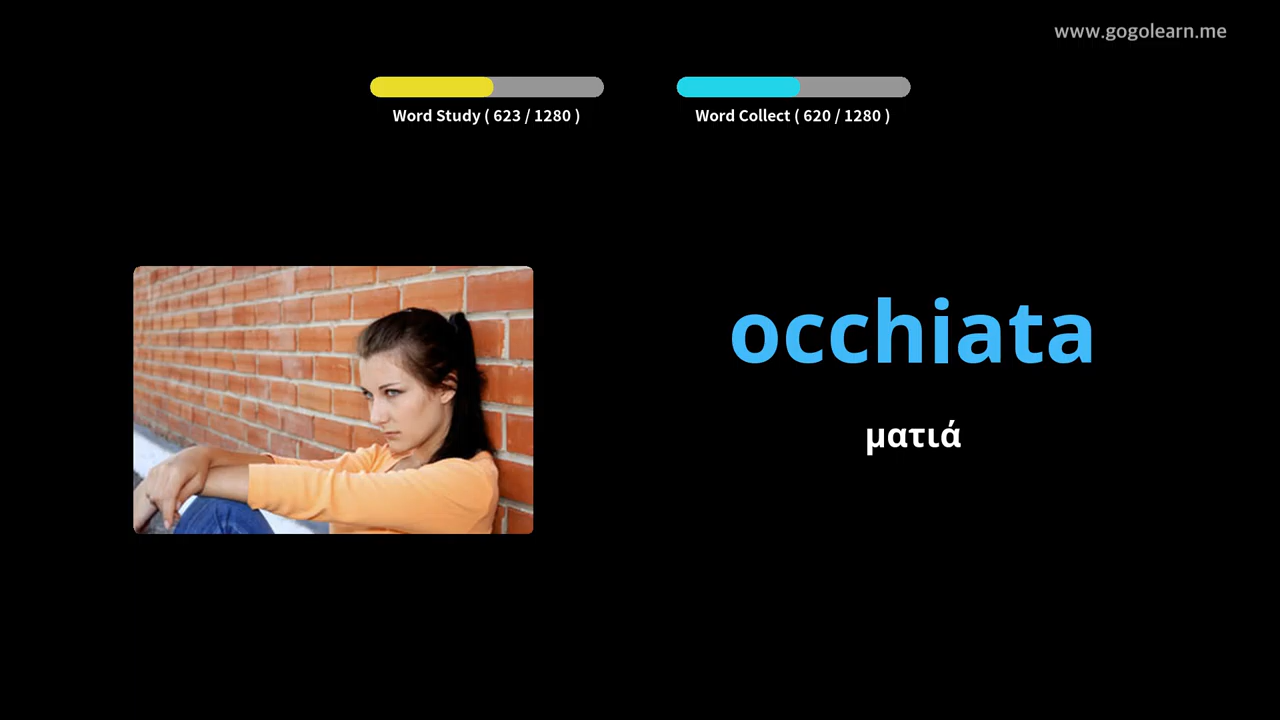 www.gogolearn.me
Word Study ( 623 / 1280 )
Word Collect ( 620 / 1280 )
occhiata
ματιά